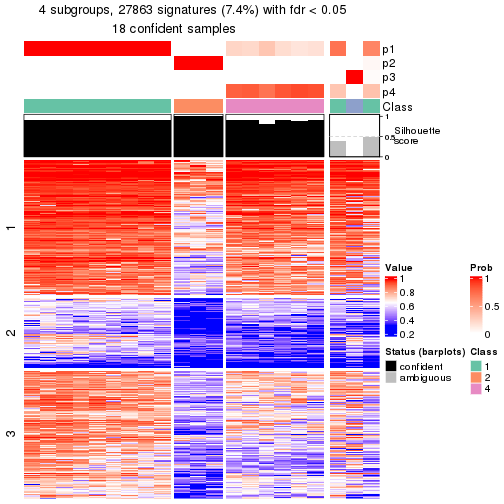 4 subgroups, 27863 signatures (7.4%) with fdr < 0.05
18 confident samples
p1
p2
p3
p4
Class
1
0.5
0
Silhouette
score
1
2
3
Value
1
0.8
0.6
0.4
0.2
Prob
1
0.5
0
Status (barplots)
confident
ambiguous
Class
1
2
4